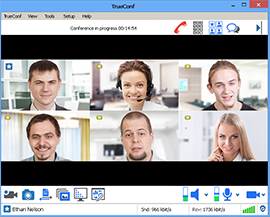 TrueConf
TrueConf View Tools Setup Help
Conference in progress 00:14:54
Ethan Nelson Snd: 966 kbit/s Rcv: 1736 kbit/s